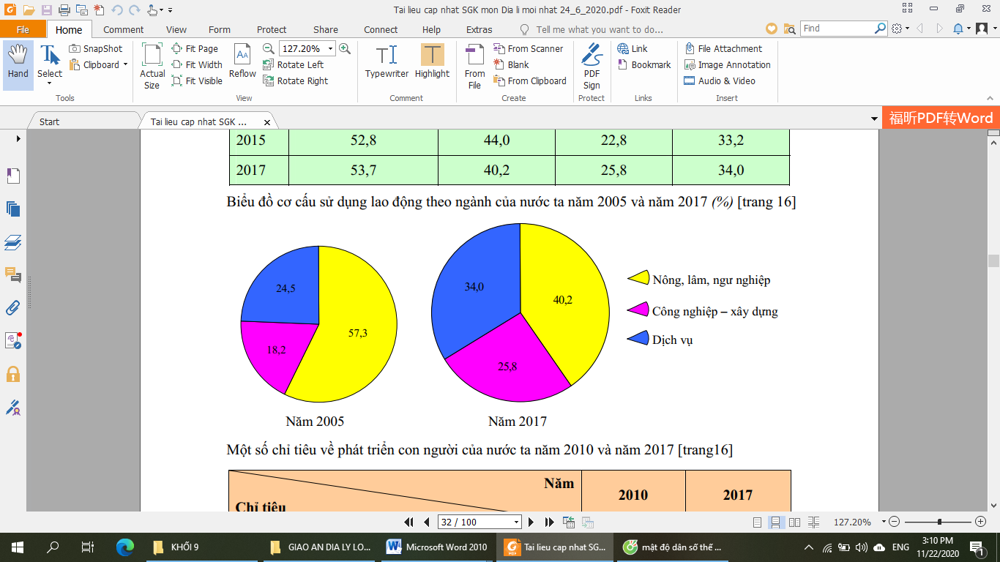 Tai lieu cap nhat SGK mon Dia li moi nhat 24_6_2020.pdf - Foxit Reader
File Home Comment View Form Protect Share Connect Help Extras Tell me what you want to do... Find
Hand
Select
SnapShot
Clipboard
Tools
Actual Size
Fit Page
Fit Width
Fit Visible
Reflow
127.20%
Rotate Left
Rotate Right
View
Typewriter
Highlight
Comment
From File
From Scanner
Blank
From Clipboard
Create
PDF Sign
Protect
Link
Bookmark
Links
File Attachment
Image Annotation
Audio & Video
Insert
Start
Tai lieu cap nhat SGK ...
福昕PDF转Word
2015 52,8 44,0 22,8 33,2
2017 53,7 40,2 25,8 34,0
Biểu đồ cơ cấu sử dụng lao động theo ngành của nước ta năm 2005 và năm 2017 (%) [trang 16]
24,5
57,3
18,2
34,0
40,2
25,8
Nông, lâm, ngư nghiệp
Công nghiệp – xây dựng
Dịch vụ
Năm 2005
Năm 2017
Một số chỉ tiêu về phát triển con người của nước ta năm 2010 và năm 2017 [trang16]
Năm
Chỉ tiêu
2010
2017
32 / 100
127.20%
KHỐI 9
GIAO AN DIA LY LO...
Microsoft Word 2010
Tai lieu cap nhat SG...
mật độ dân số thế ...
ENG
3:10 PM
11/22/2020
1